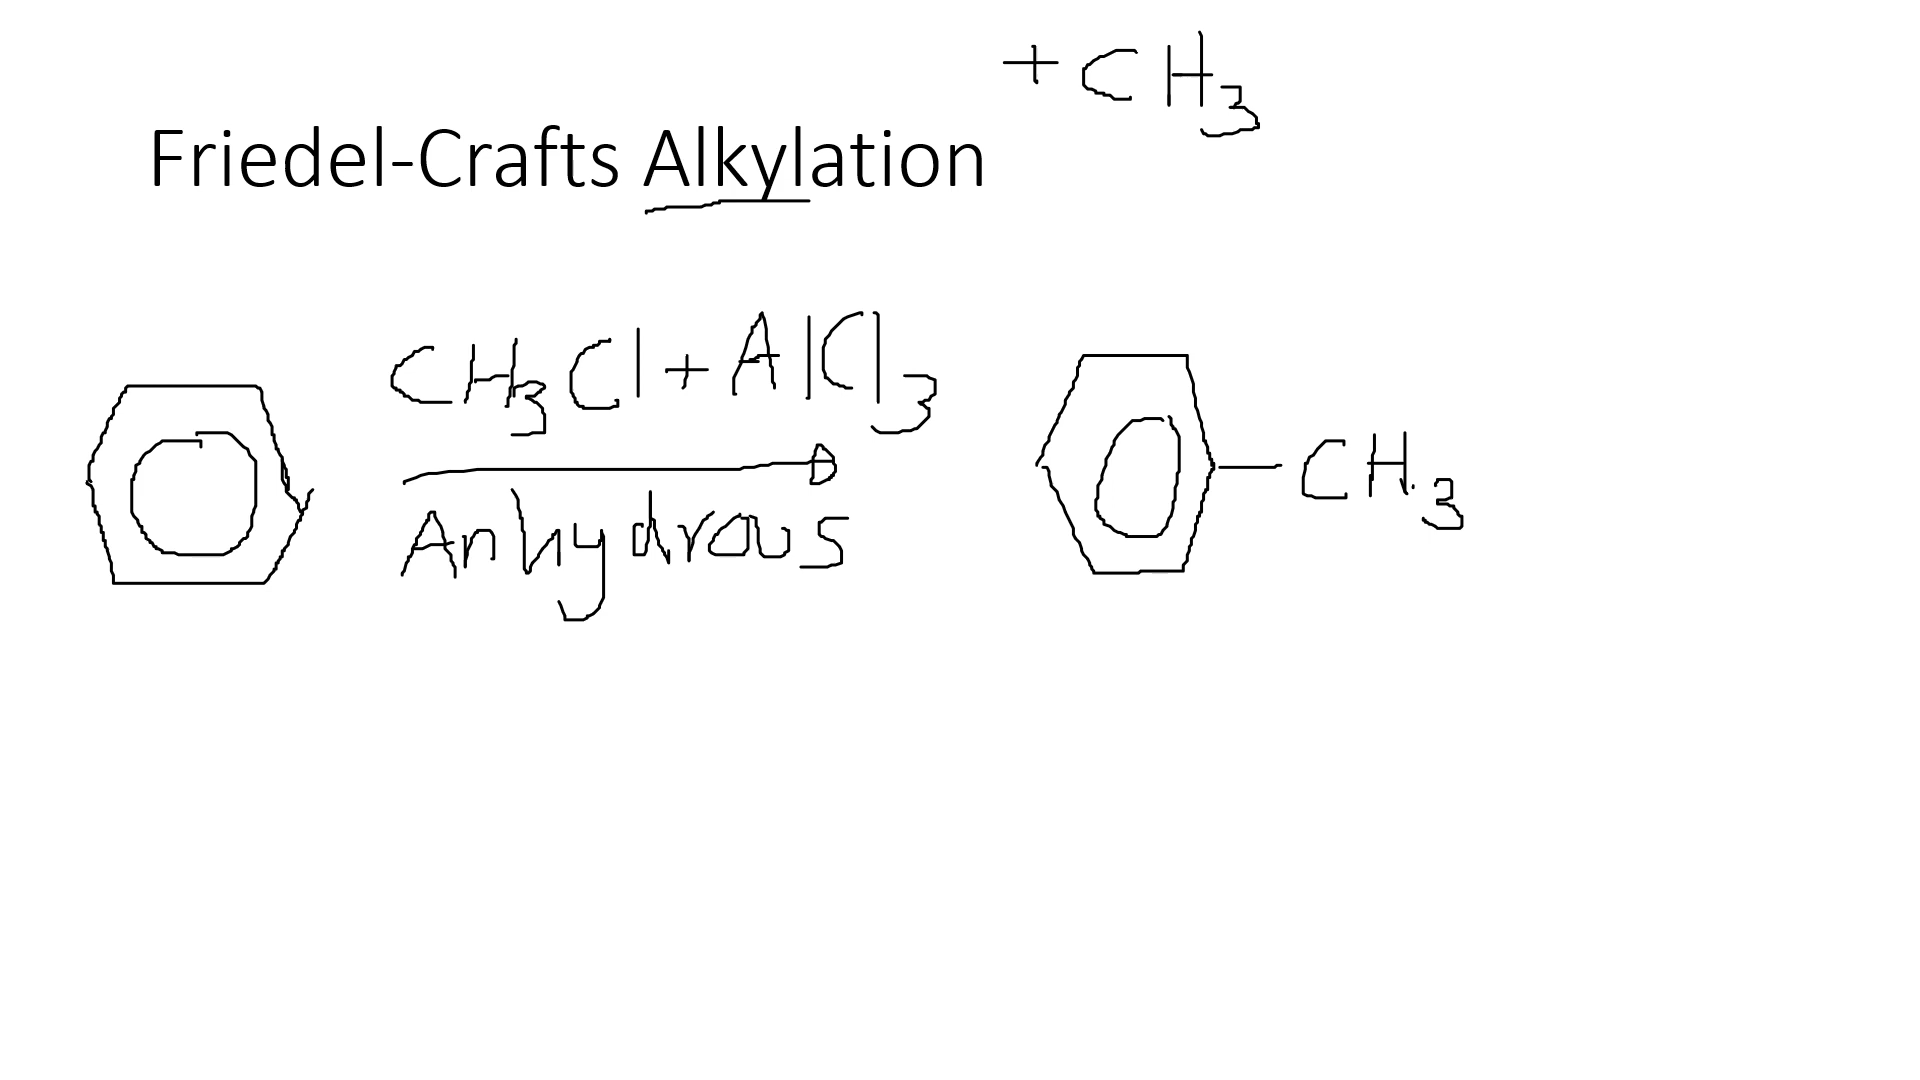 +CH3
Friedel-Crafts Alkylation
CH3Cl+AlCl3
Anhydrous
CH3